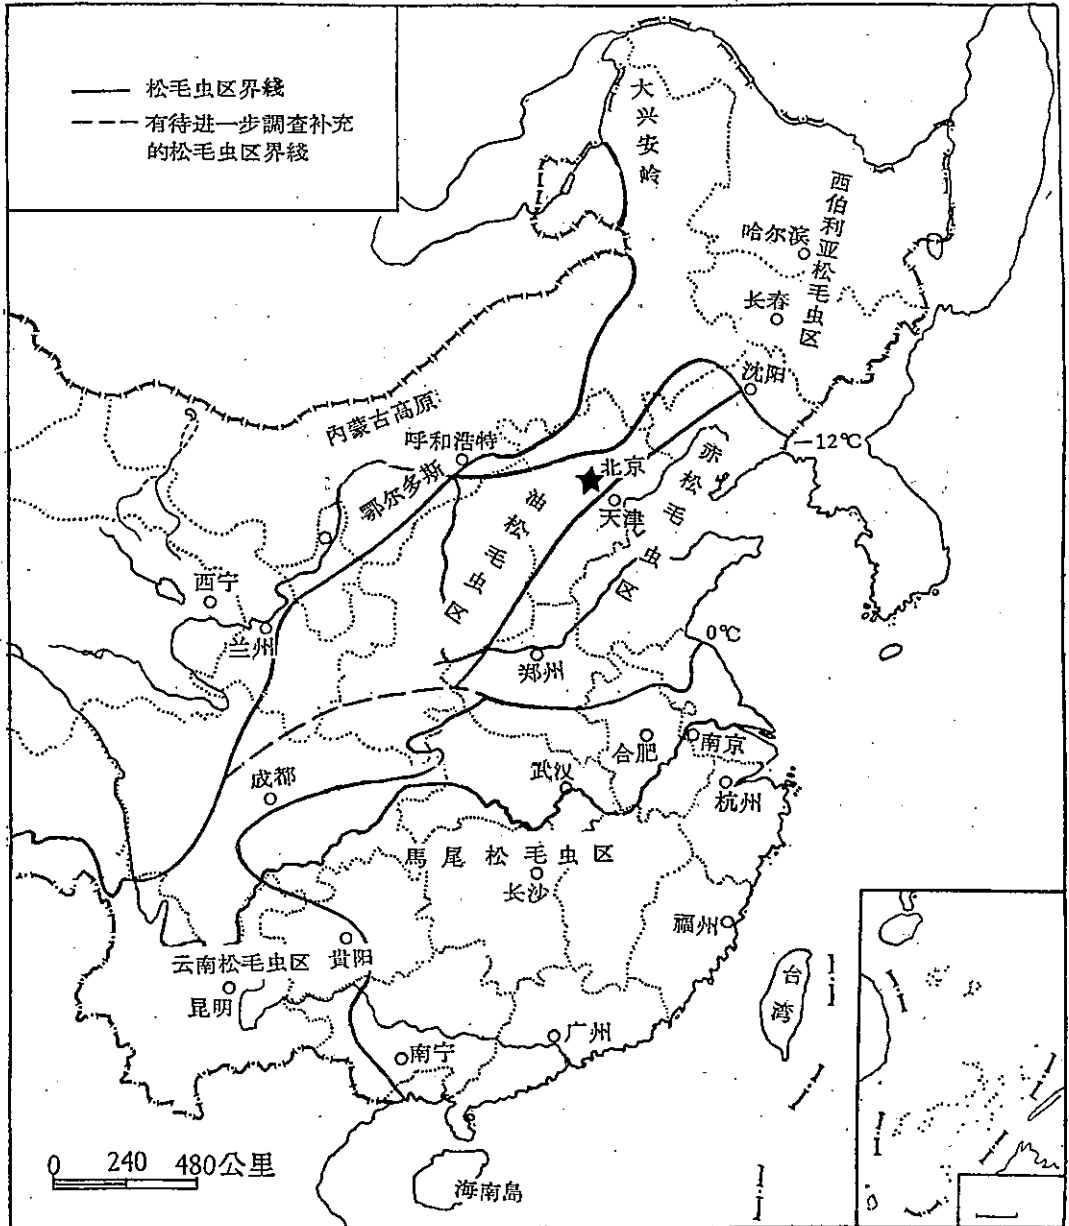 松毛虫区界綫
有待进一步調查补充
的松毛虫区界綫
大兴安岭
西伯利亚松毛虫区
哈尔滨
长春
沈阳
内蒙古高原
呼和浩特
鄂尔多斯
北京
天津
赤松毛虫区
油松毛虫区
—12℃
西宁
兰州
郑州
0℃
成都
合肥
南京
武汉
杭州
馬尾松毛虫区
长沙
福州
云南松毛虫区
貴阳
昆明
台湾
广州
南宁
海南島
0 240 480公里